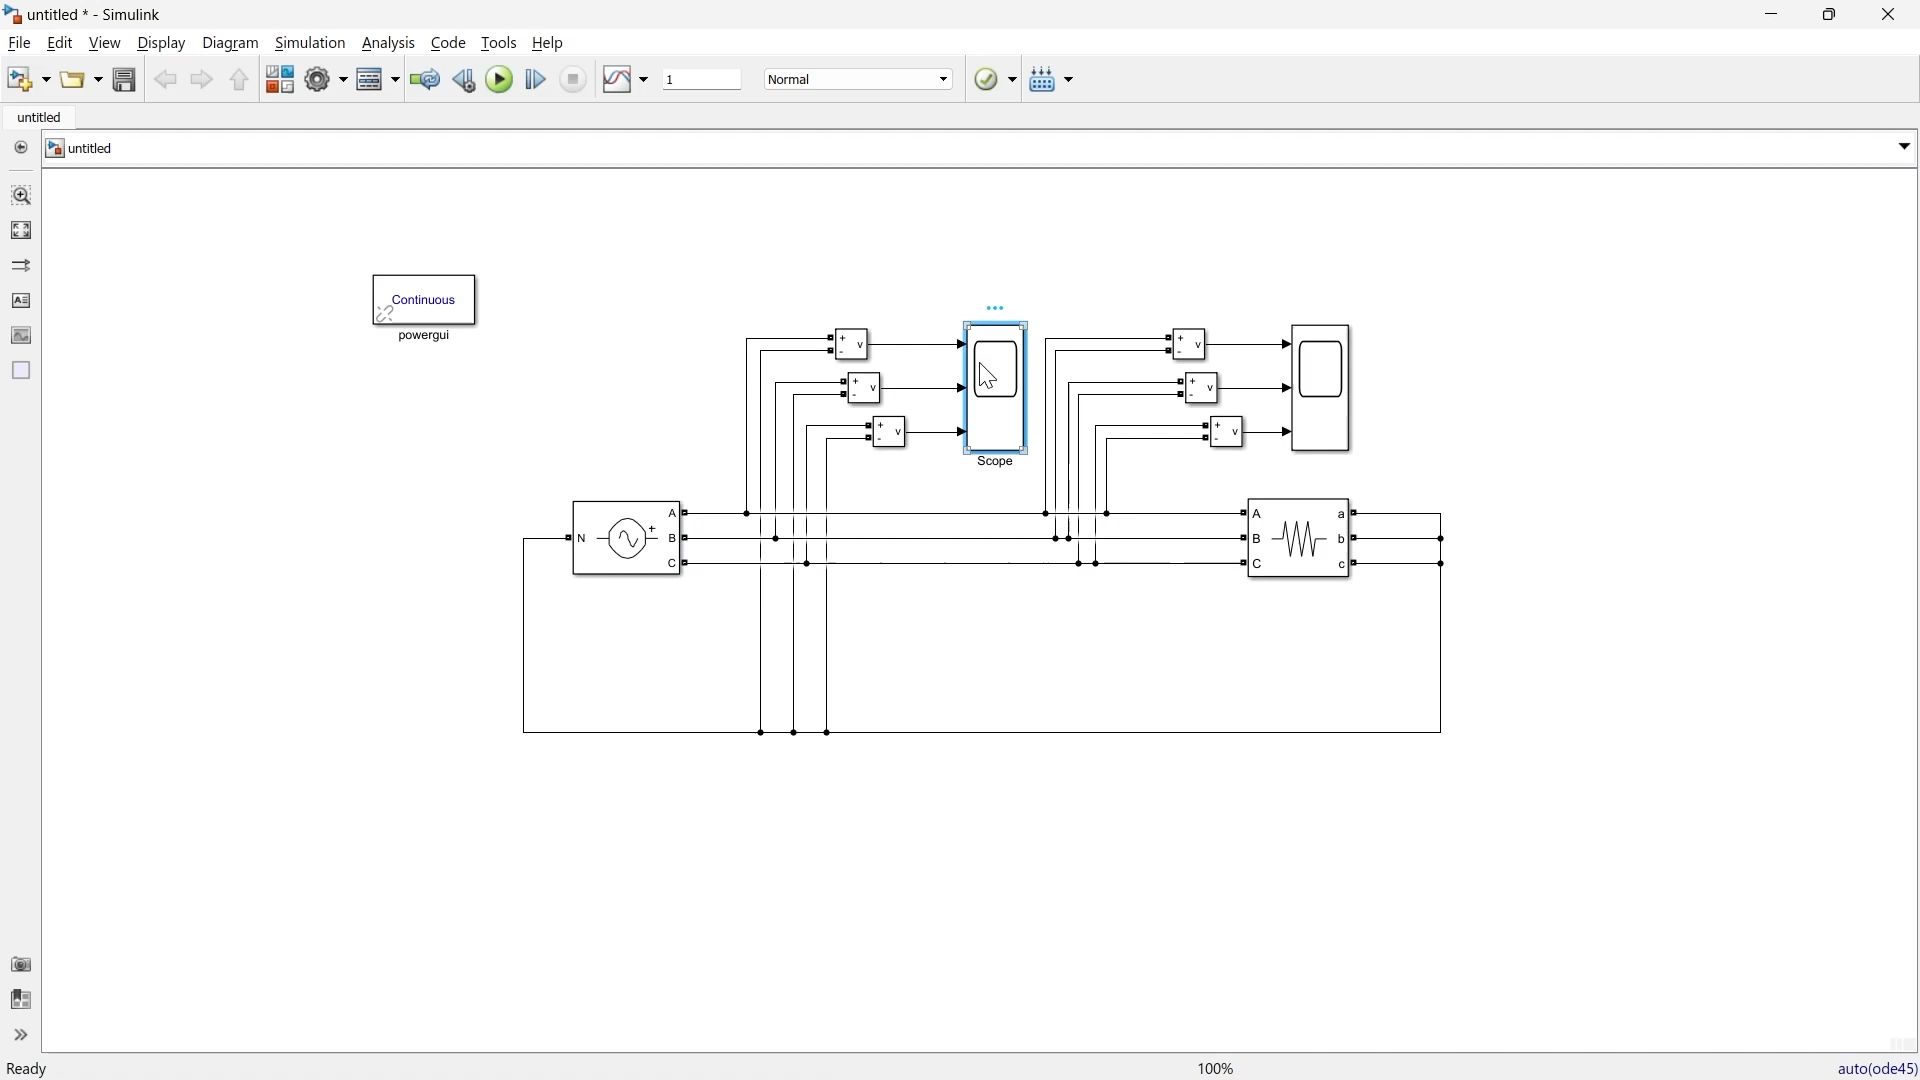 untitled * - Simulink
File Edit View Display Diagram Simulation Analysis Code Tools Help
1 Normal
untitled
untitled
Continuous
powergui
+ - v
+ - v
+ - v
+ - v
+ - v
+ - v
Scope
N + A B C
A B C a b c
Ready 100% auto(ode45)